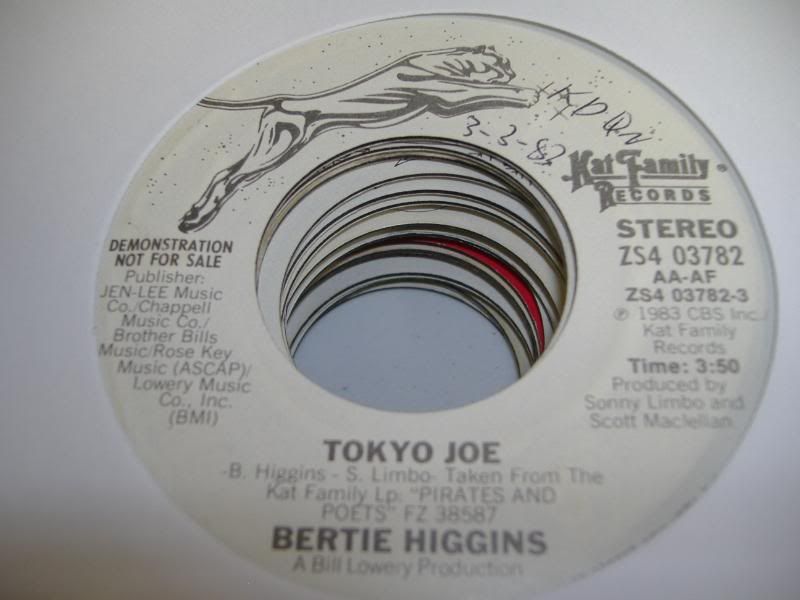 3-3-83
Kat Family
RECORDS
DEMONSTRATION
NOT FOR SALE
Publisher:
JEN-LEE Music
Co./Chappell
Music Co./
Brother Bills
Music/Rose Key
Music (ASCAP)/
Lowery Music
Co., Inc.
(BMI)
STEREO
ZS4 03782
AA-AF
ZS4 03782-3
℗ 1983 CBS Inc./
Kat Family
Records
Time: 3:50
Produced by
Sonny Limbo and
Scott Maclellan
TOKYO JOE
-B. Higgins - S. Limbo- Taken From The
Kat Family Lp: "PIRATES AND
POETS" FZ 38587
BERTIE HIGGINS
A Bill Lowery Production